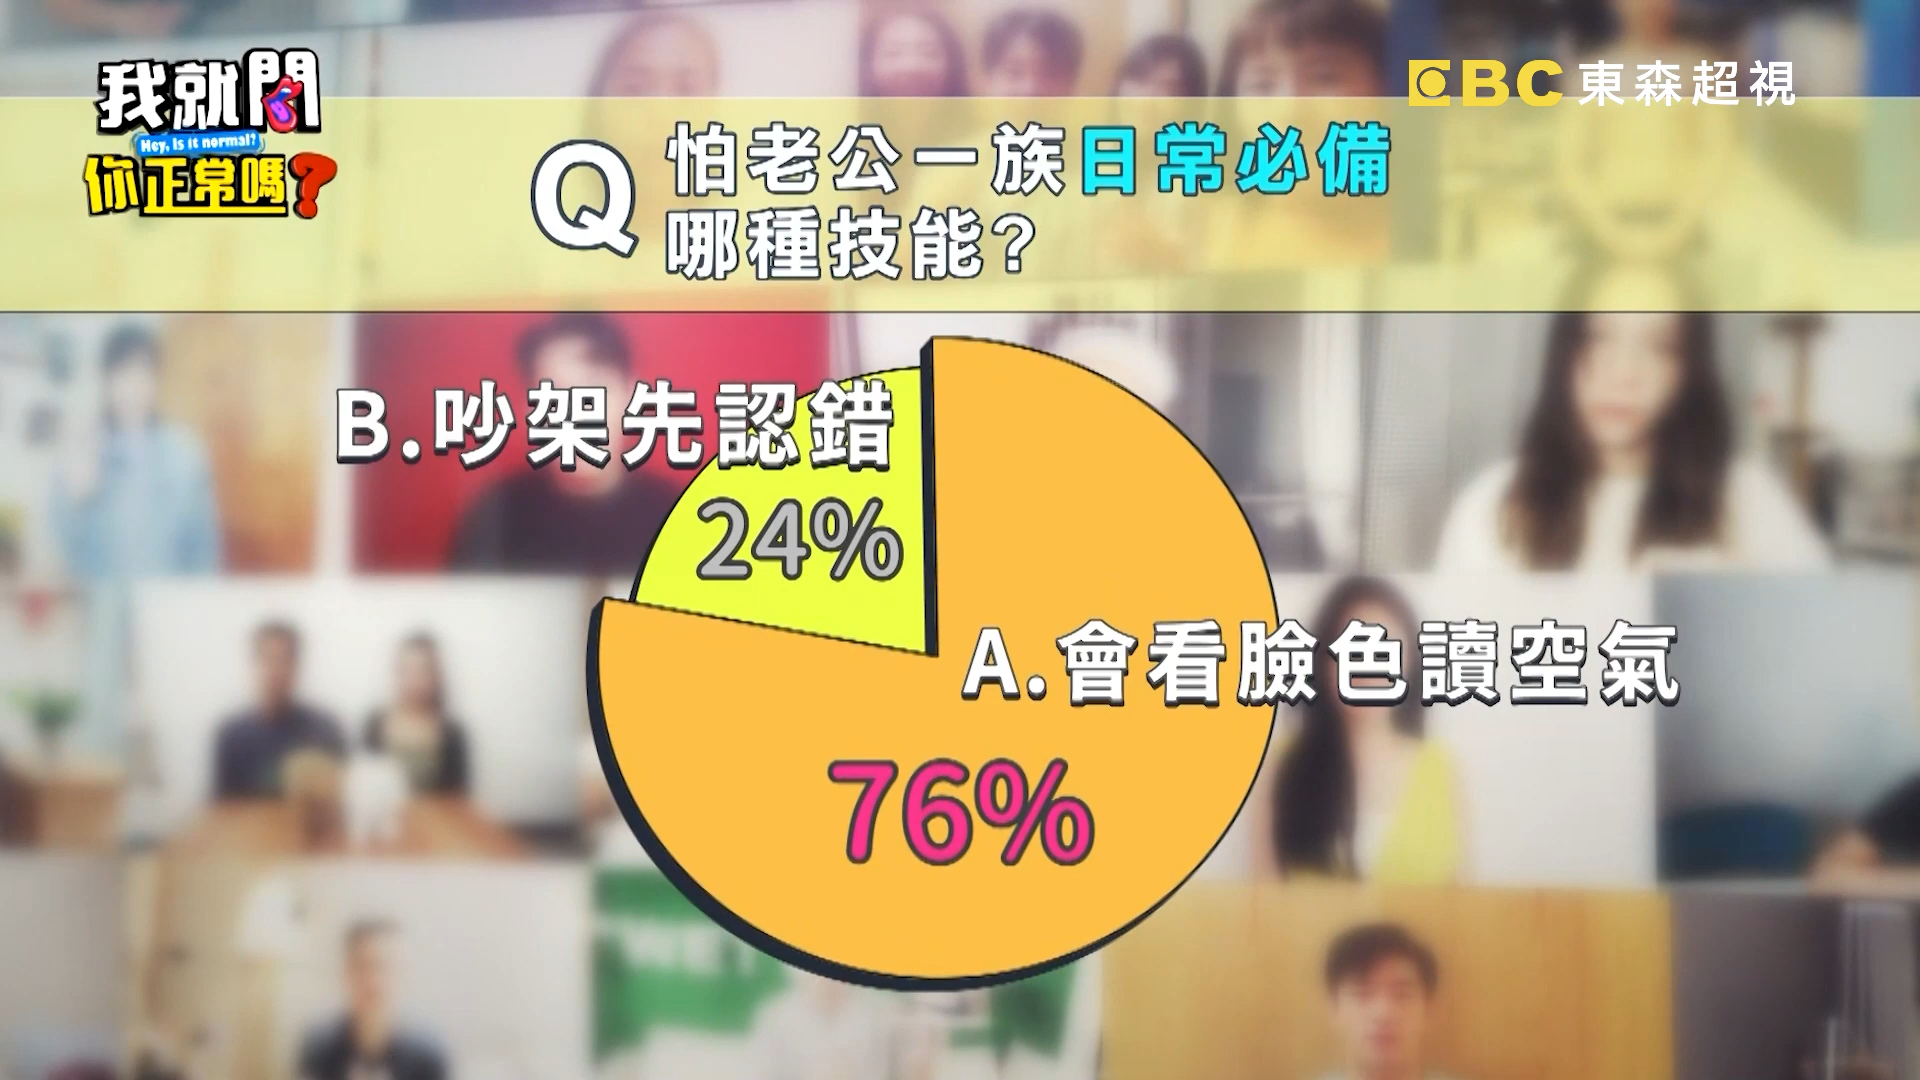 我就問
Hey, Is it normal?
你正常嗎?
EBC 東森超視
Q 怕老公一族日常必備
哪種技能?
B.吵架先認錯
24%
A.會看臉色讀空氣
76%